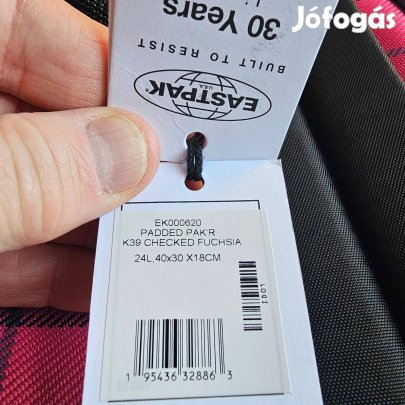 Jófogás
30 Years
BUILT TO RESIST
EASTPAK
USA
EK000620
PADDED PAK'R
K39 CHECKED FUCHSIA
24L,40x30 X18CM
1001
1 95436 32886 3